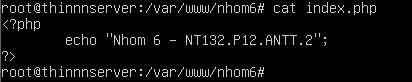 root@thinnnserver:/var/www/nhom6# cat index.php
<?php
        echo "Nhom 6 - NT132.P12.ANTT.2";
?>
root@thinnnserver:/var/www/nhom6#